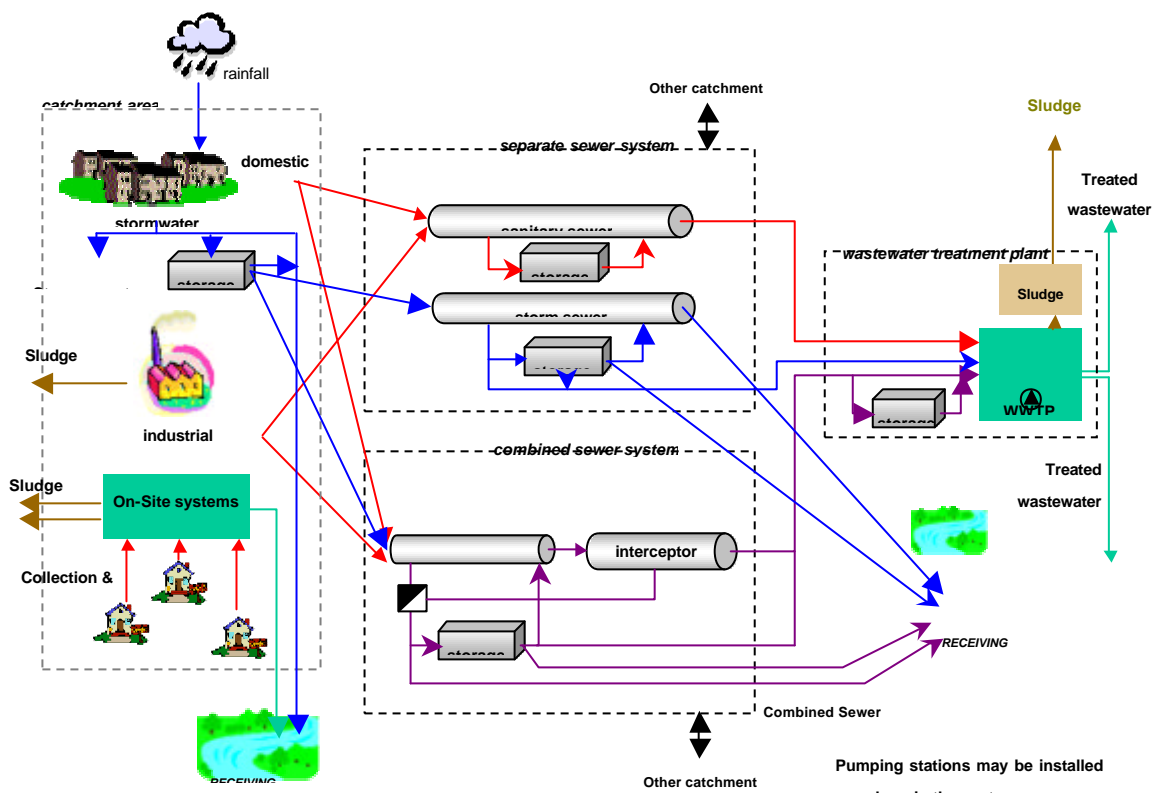 rainfall
catchment area
Other catchment
Sludge
domestic
separate sewer system
Treated
wastewater
stormwater
sanitary sewer
wastewater treatment plant
storage
storage
Sludge
storm sewer
Sludge
storage
storage
WWTP
industrial
combined sewer system
Sludge
On-Site systems
Treated
wastewater
interceptor
Collection &
storage
RECEIVING
Combined Sewer
RECEIVING
Other catchment
Pumping stations may be installed